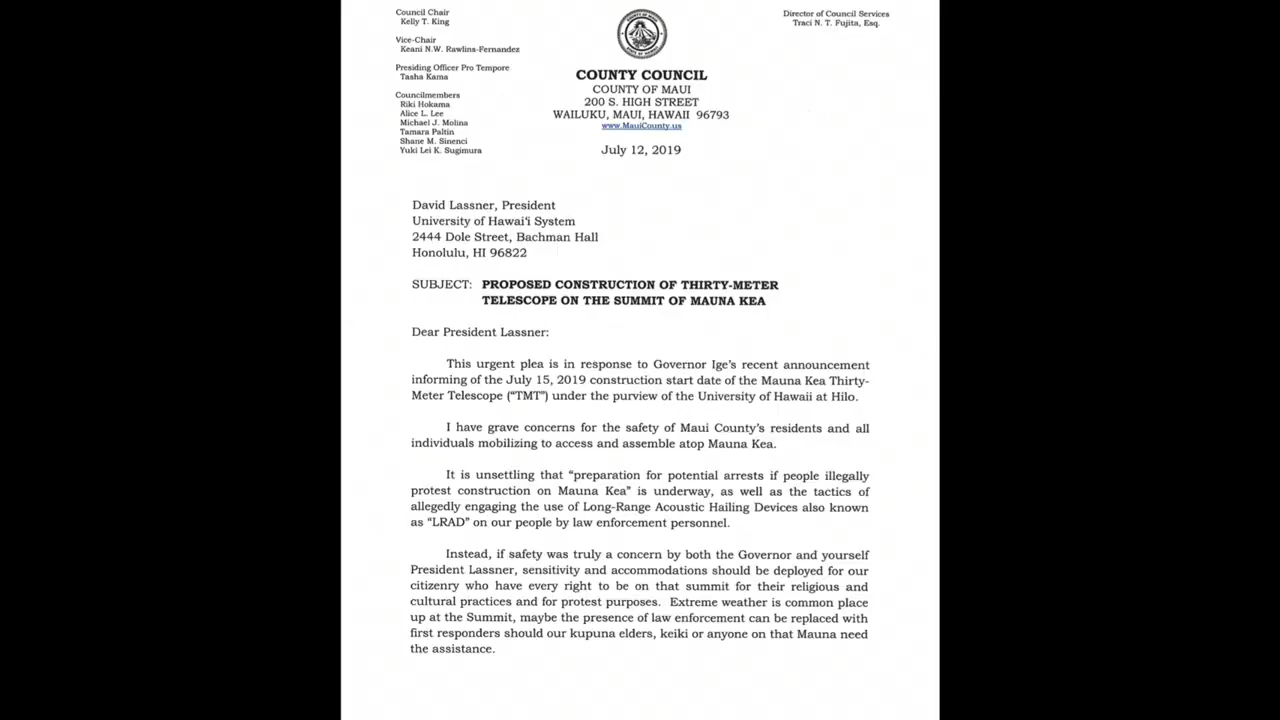 Council Chair
Kelly T. King
Vice-Chair
Keani N.W. Rawlins-Fernandez
Presiding Officer Pro Tempore
Tasha Kama
Councilmembers
Riki Hokama
Alice L. Lee
Michael J. Molina
Tamara Paltin
Shane M. Sinenci
Yuki Lei K. Sugimura
Director of Council Services
Traci N. T. Fujita, Esq.
COUNTY COUNCIL
COUNTY OF MAUI
200 S. HIGH STREET
WAILUKU, MAUI, HAWAII 96793
www.MauiCounty.us
July 12, 2019
David Lassner, President
University of Hawai‘i System
2444 Dole Street, Bachman Hall
Honolulu, HI 96822
SUBJECT: PROPOSED CONSTRUCTION OF THIRTY-METER
TELESCOPE ON THE SUMMIT OF MAUNA KEA
Dear President Lassner:
This urgent plea is in response to Governor Ige's recent announcement
informing of the July 15, 2019 construction start date of the Mauna Kea Thirty-
Meter Telescope ("TMT") under the purview of the University of Hawaii at Hilo.
I have grave concerns for the safety of Maui County's residents and all
individuals mobilizing to access and assemble atop Mauna Kea.
It is unsettling that "preparation for potential arrests if people illegally
protest construction on Mauna Kea" is underway, as well as the tactics of
allegedly engaging the use of Long-Range Acoustic Hailing Devices also known
as "LRAD" on our people by law enforcement personnel.
Instead, if safety was truly a concern by both the Governor and yourself
President Lassner, sensitivity and accommodations should be deployed for our
citizenry who have every right to be on that summit for their religious and
cultural practices and for protest purposes. Extreme weather is common place
up at the Summit, maybe the presence of law enforcement can be replaced with
first responders should our kupuna elders, keiki or anyone on that Mauna need
the assistance.